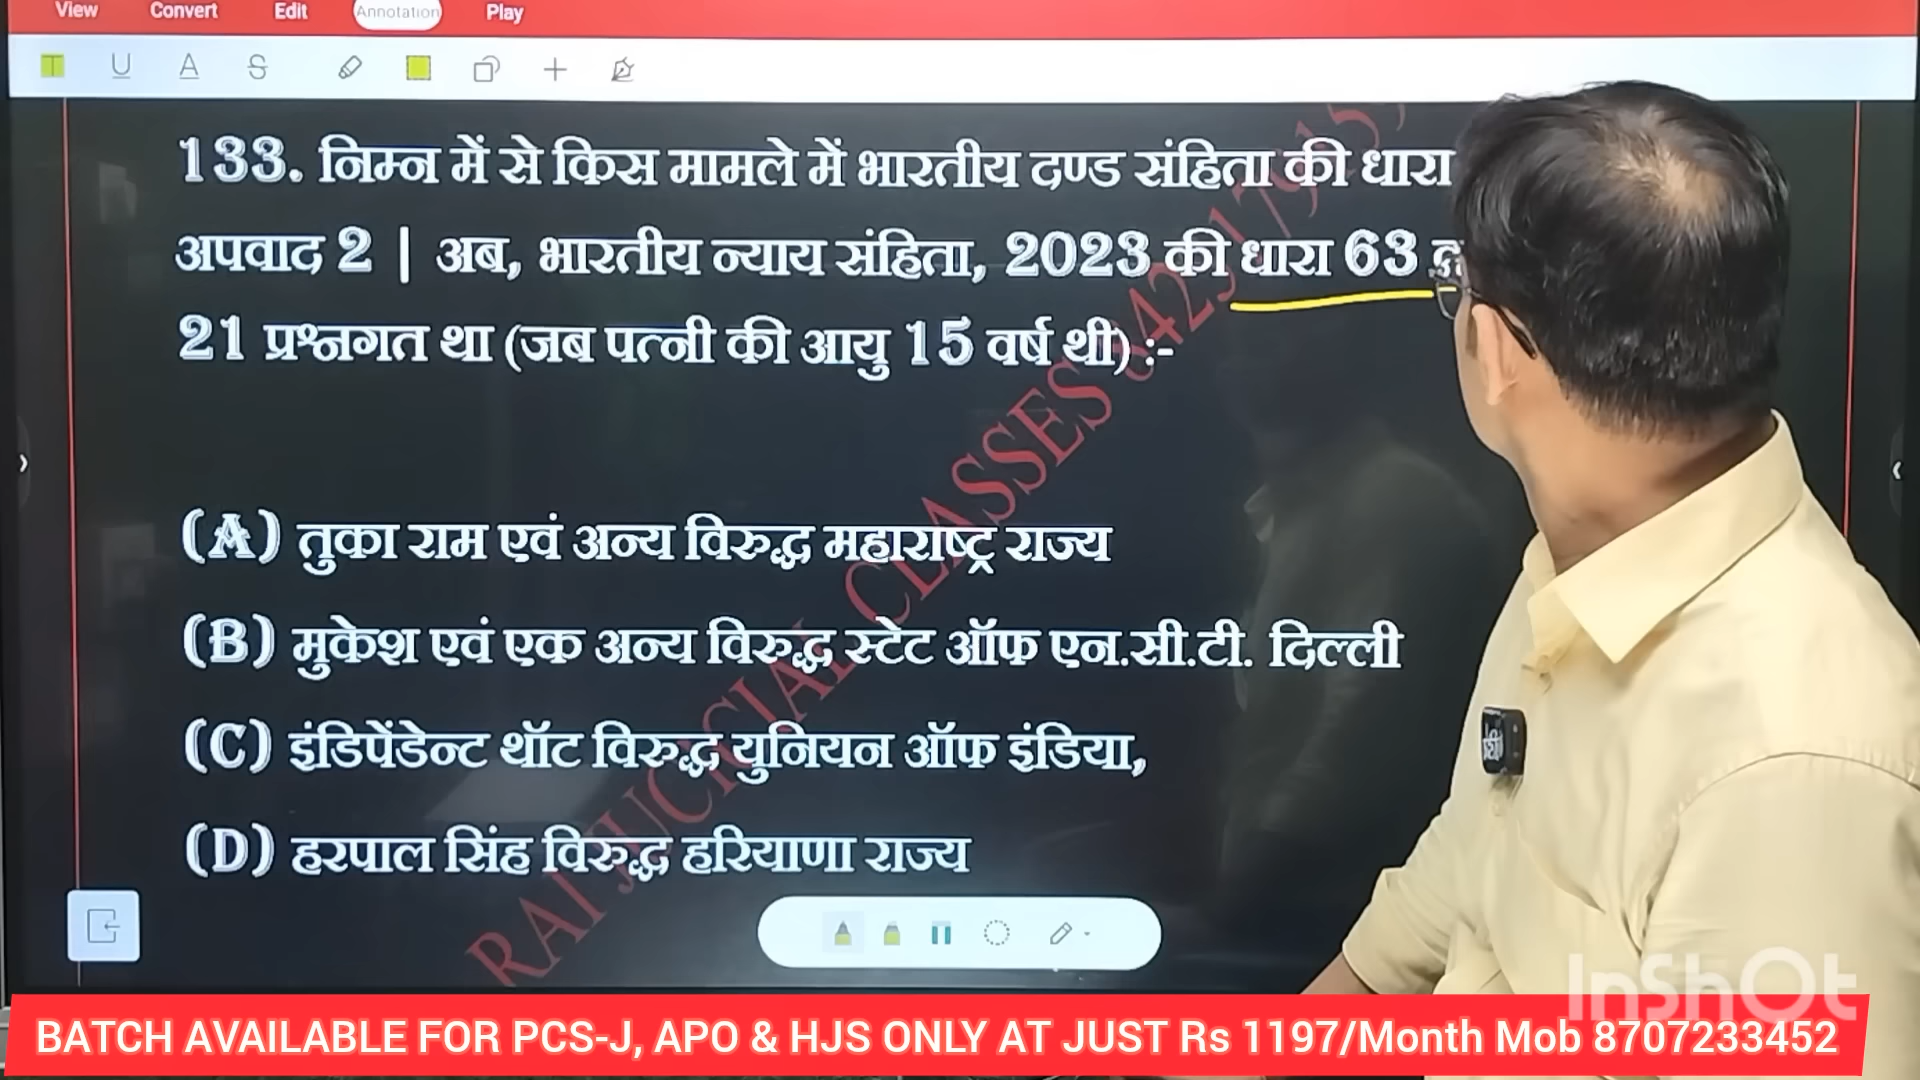 View Convert Edit Annotation Play
133. निम्न में से किस मामले में भारतीय दण्ड संहिता की धारा
अपवाद 2 | अब, भारतीय न्याय संहिता, 2023 की धारा 63
21 प्रश्नगत था (जब पत्नी की आयु 15 वर्ष थी) :-
(A) तुका राम एवं अन्य विरुद्ध महाराष्ट्र राज्य
(B) मुकेश एवं एक अन्य विरुद्ध स्टेट ऑफ एन.सी.टी. दिल्ली
(C) इंडिपेंडेन्ट थॉट विरुद्ध युनियन ऑफ इंडिया,
(D) हरपाल सिंह विरुद्ध हरियाणा राज्य
RAI JUCICIAL CLASSES
InShOt
BATCH AVAILABLE FOR PCS-J, APO & HJS ONLY AT JUST Rs 1197/Month Mob 8707233452